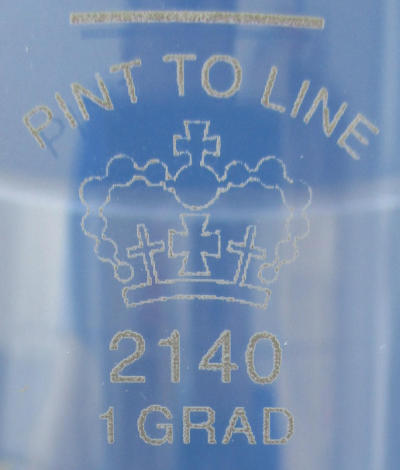 PINT TO LINE
2140
1 GRAD